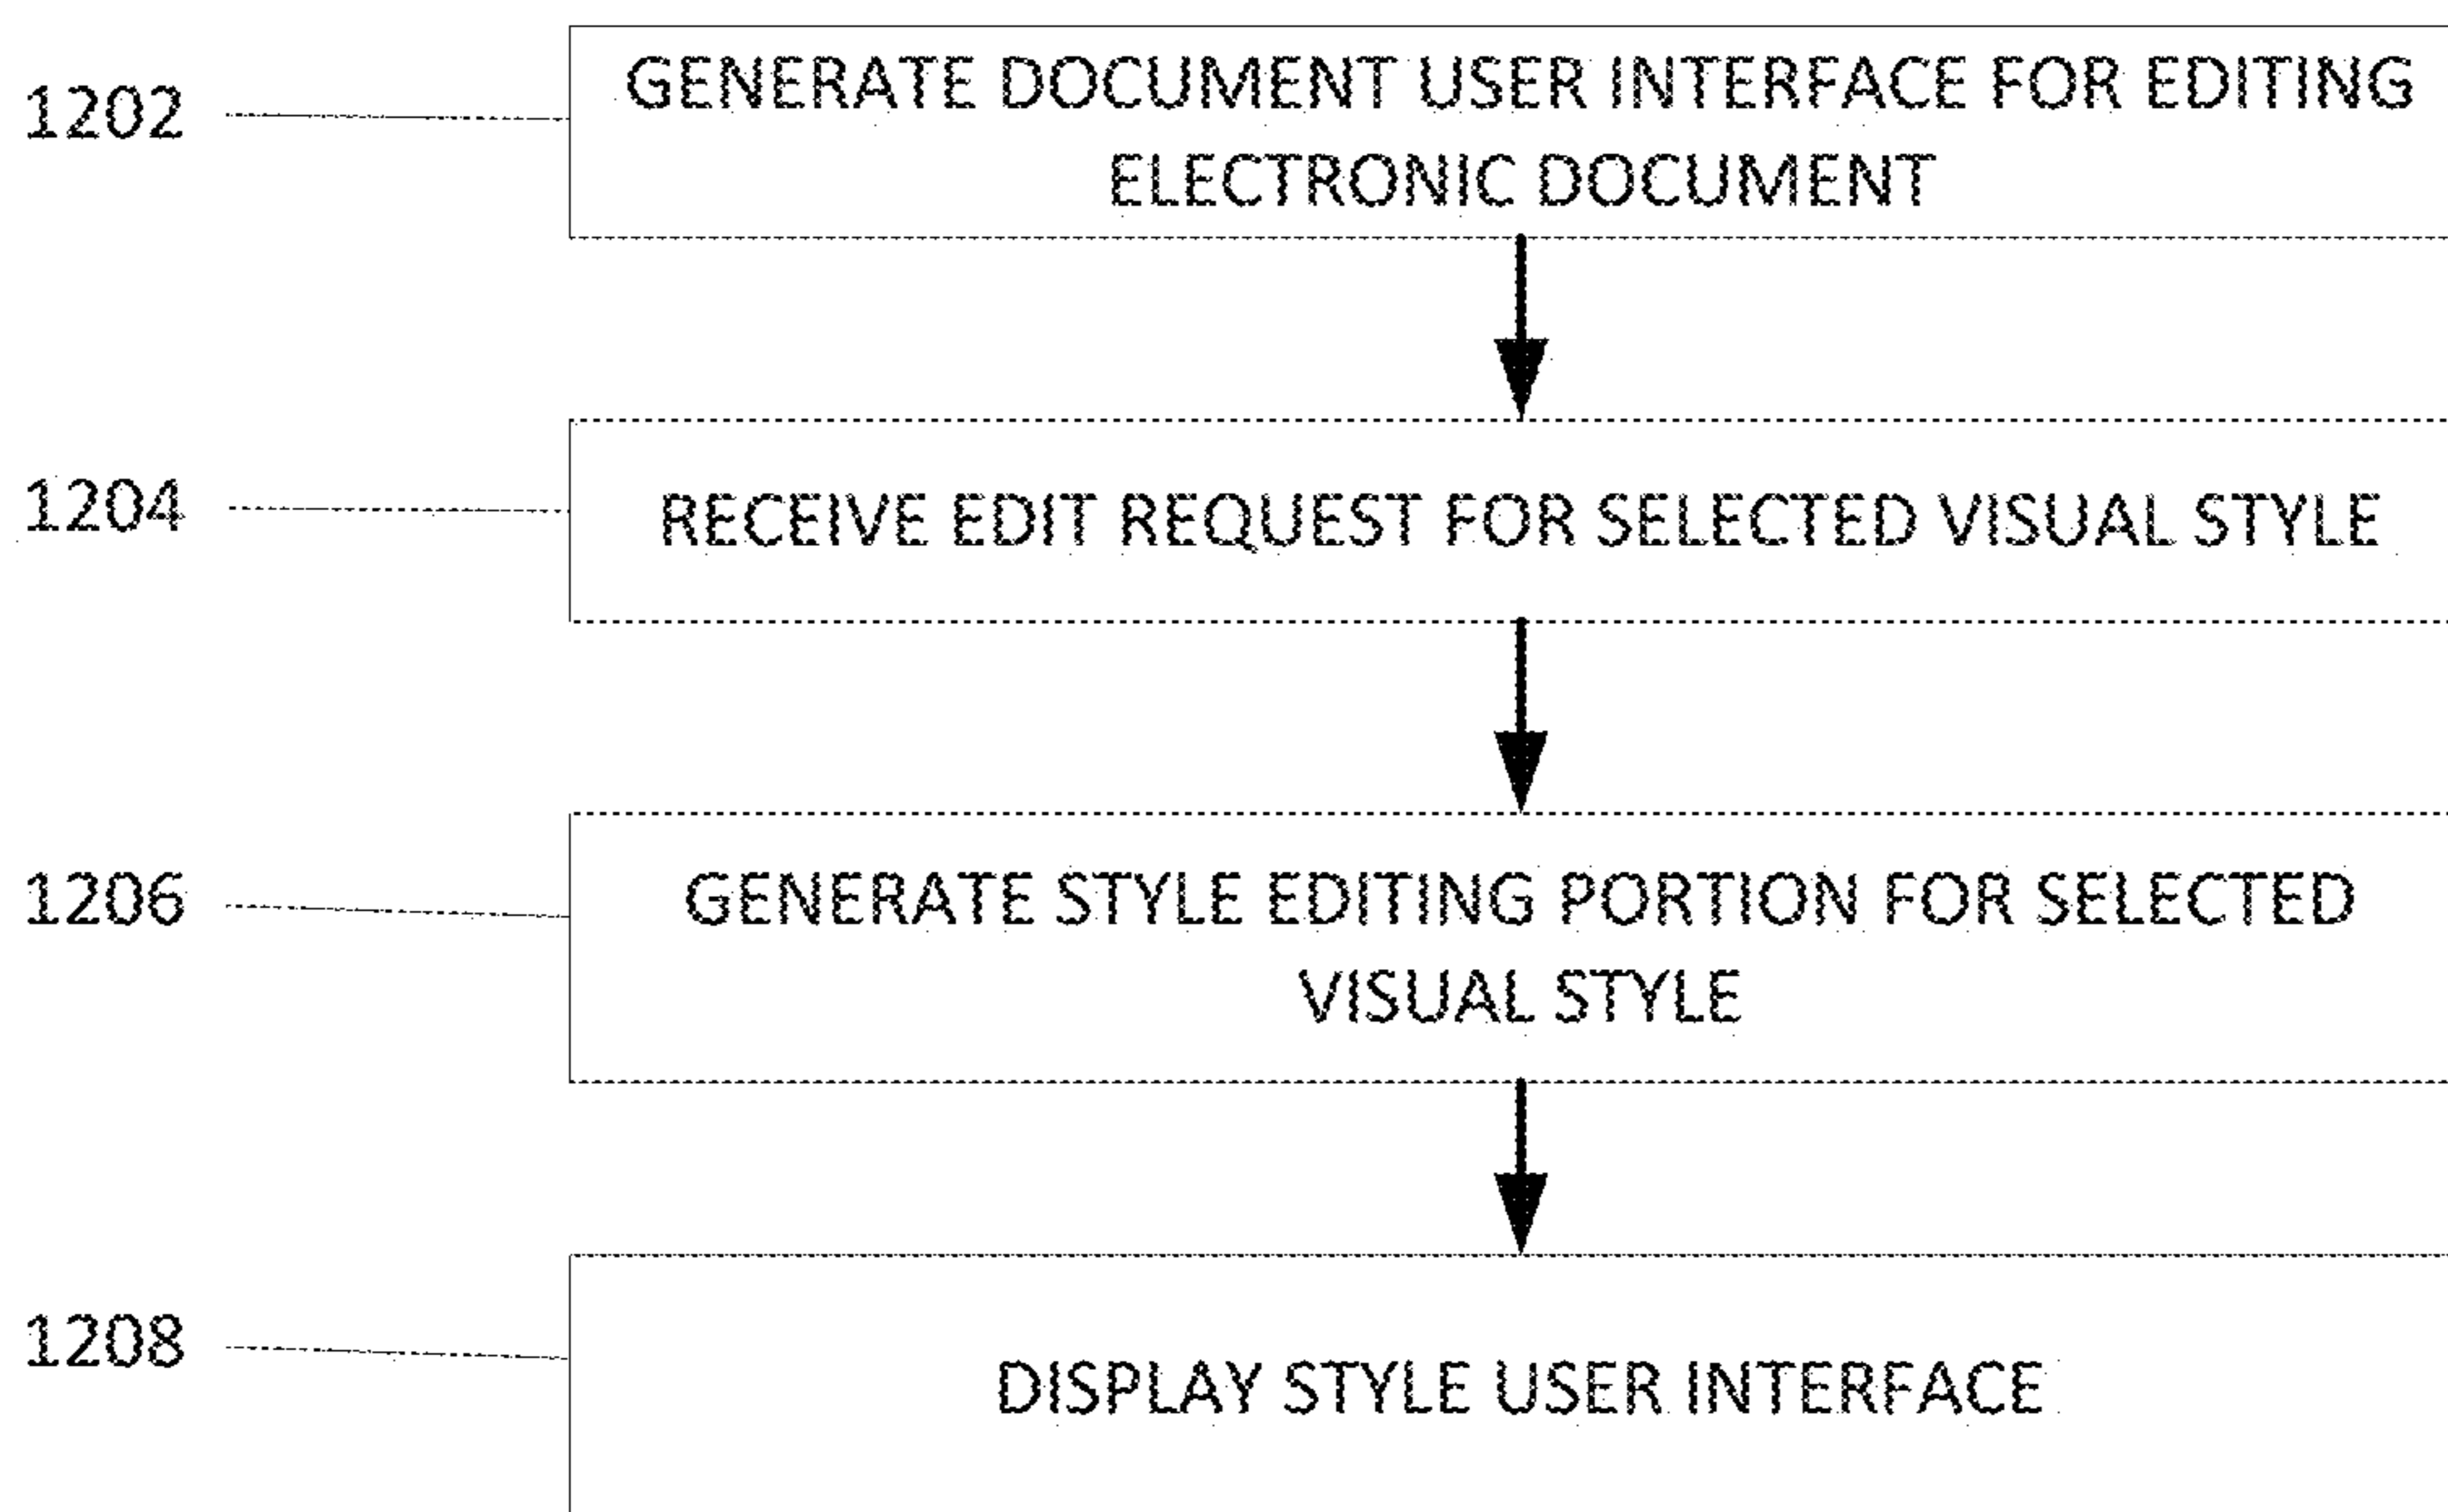 1202
GENERATE DOCUMENT USER INTERFACE FOR EDITING
ELECTRONIC DOCUMENT
1204
RECEIVE EDIT REQUEST FOR SELECTED VISUAL STYLE
1206
GENERATE STYLE EDITING PORTION FOR SELECTED
VISUAL STYLE
1208
DISPLAY STYLE USER INTERFACE